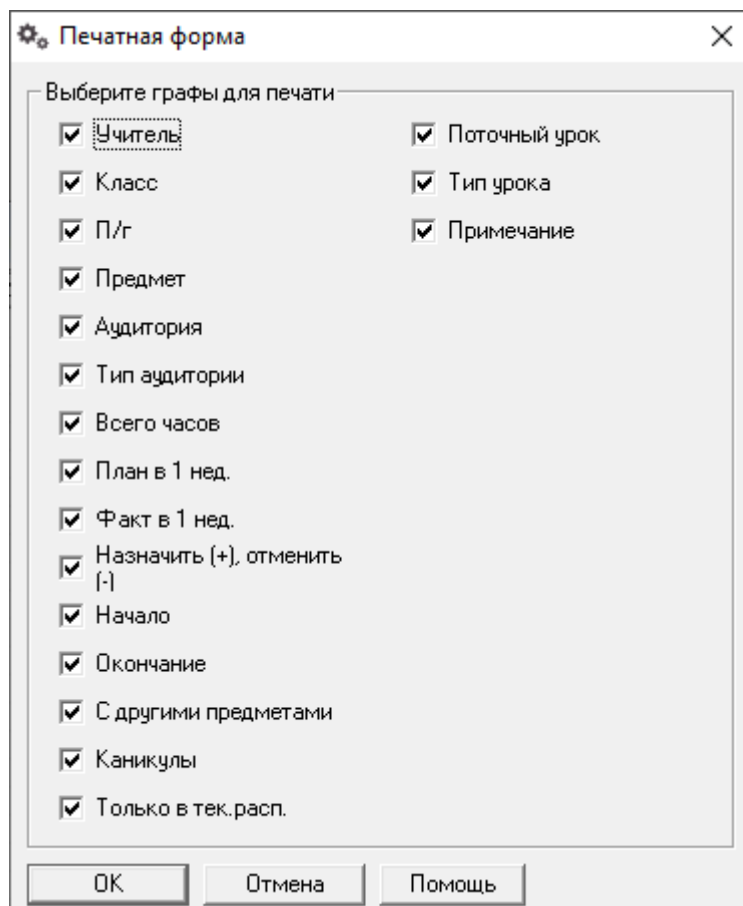 Печатная форма
Выберите графы для печати
Учитель
Класс
П/г
Предмет
Аудитория
Тип аудитории
Всего часов
План в 1 нед.
Факт в 1 нед.
Назначить (+), отменить
(-)
Начало
Окончание
С другими предметами
Каникулы
Только в тек.расп.
Поточный урок
Тип урока
Примечание
OK
Отмена
Помощь